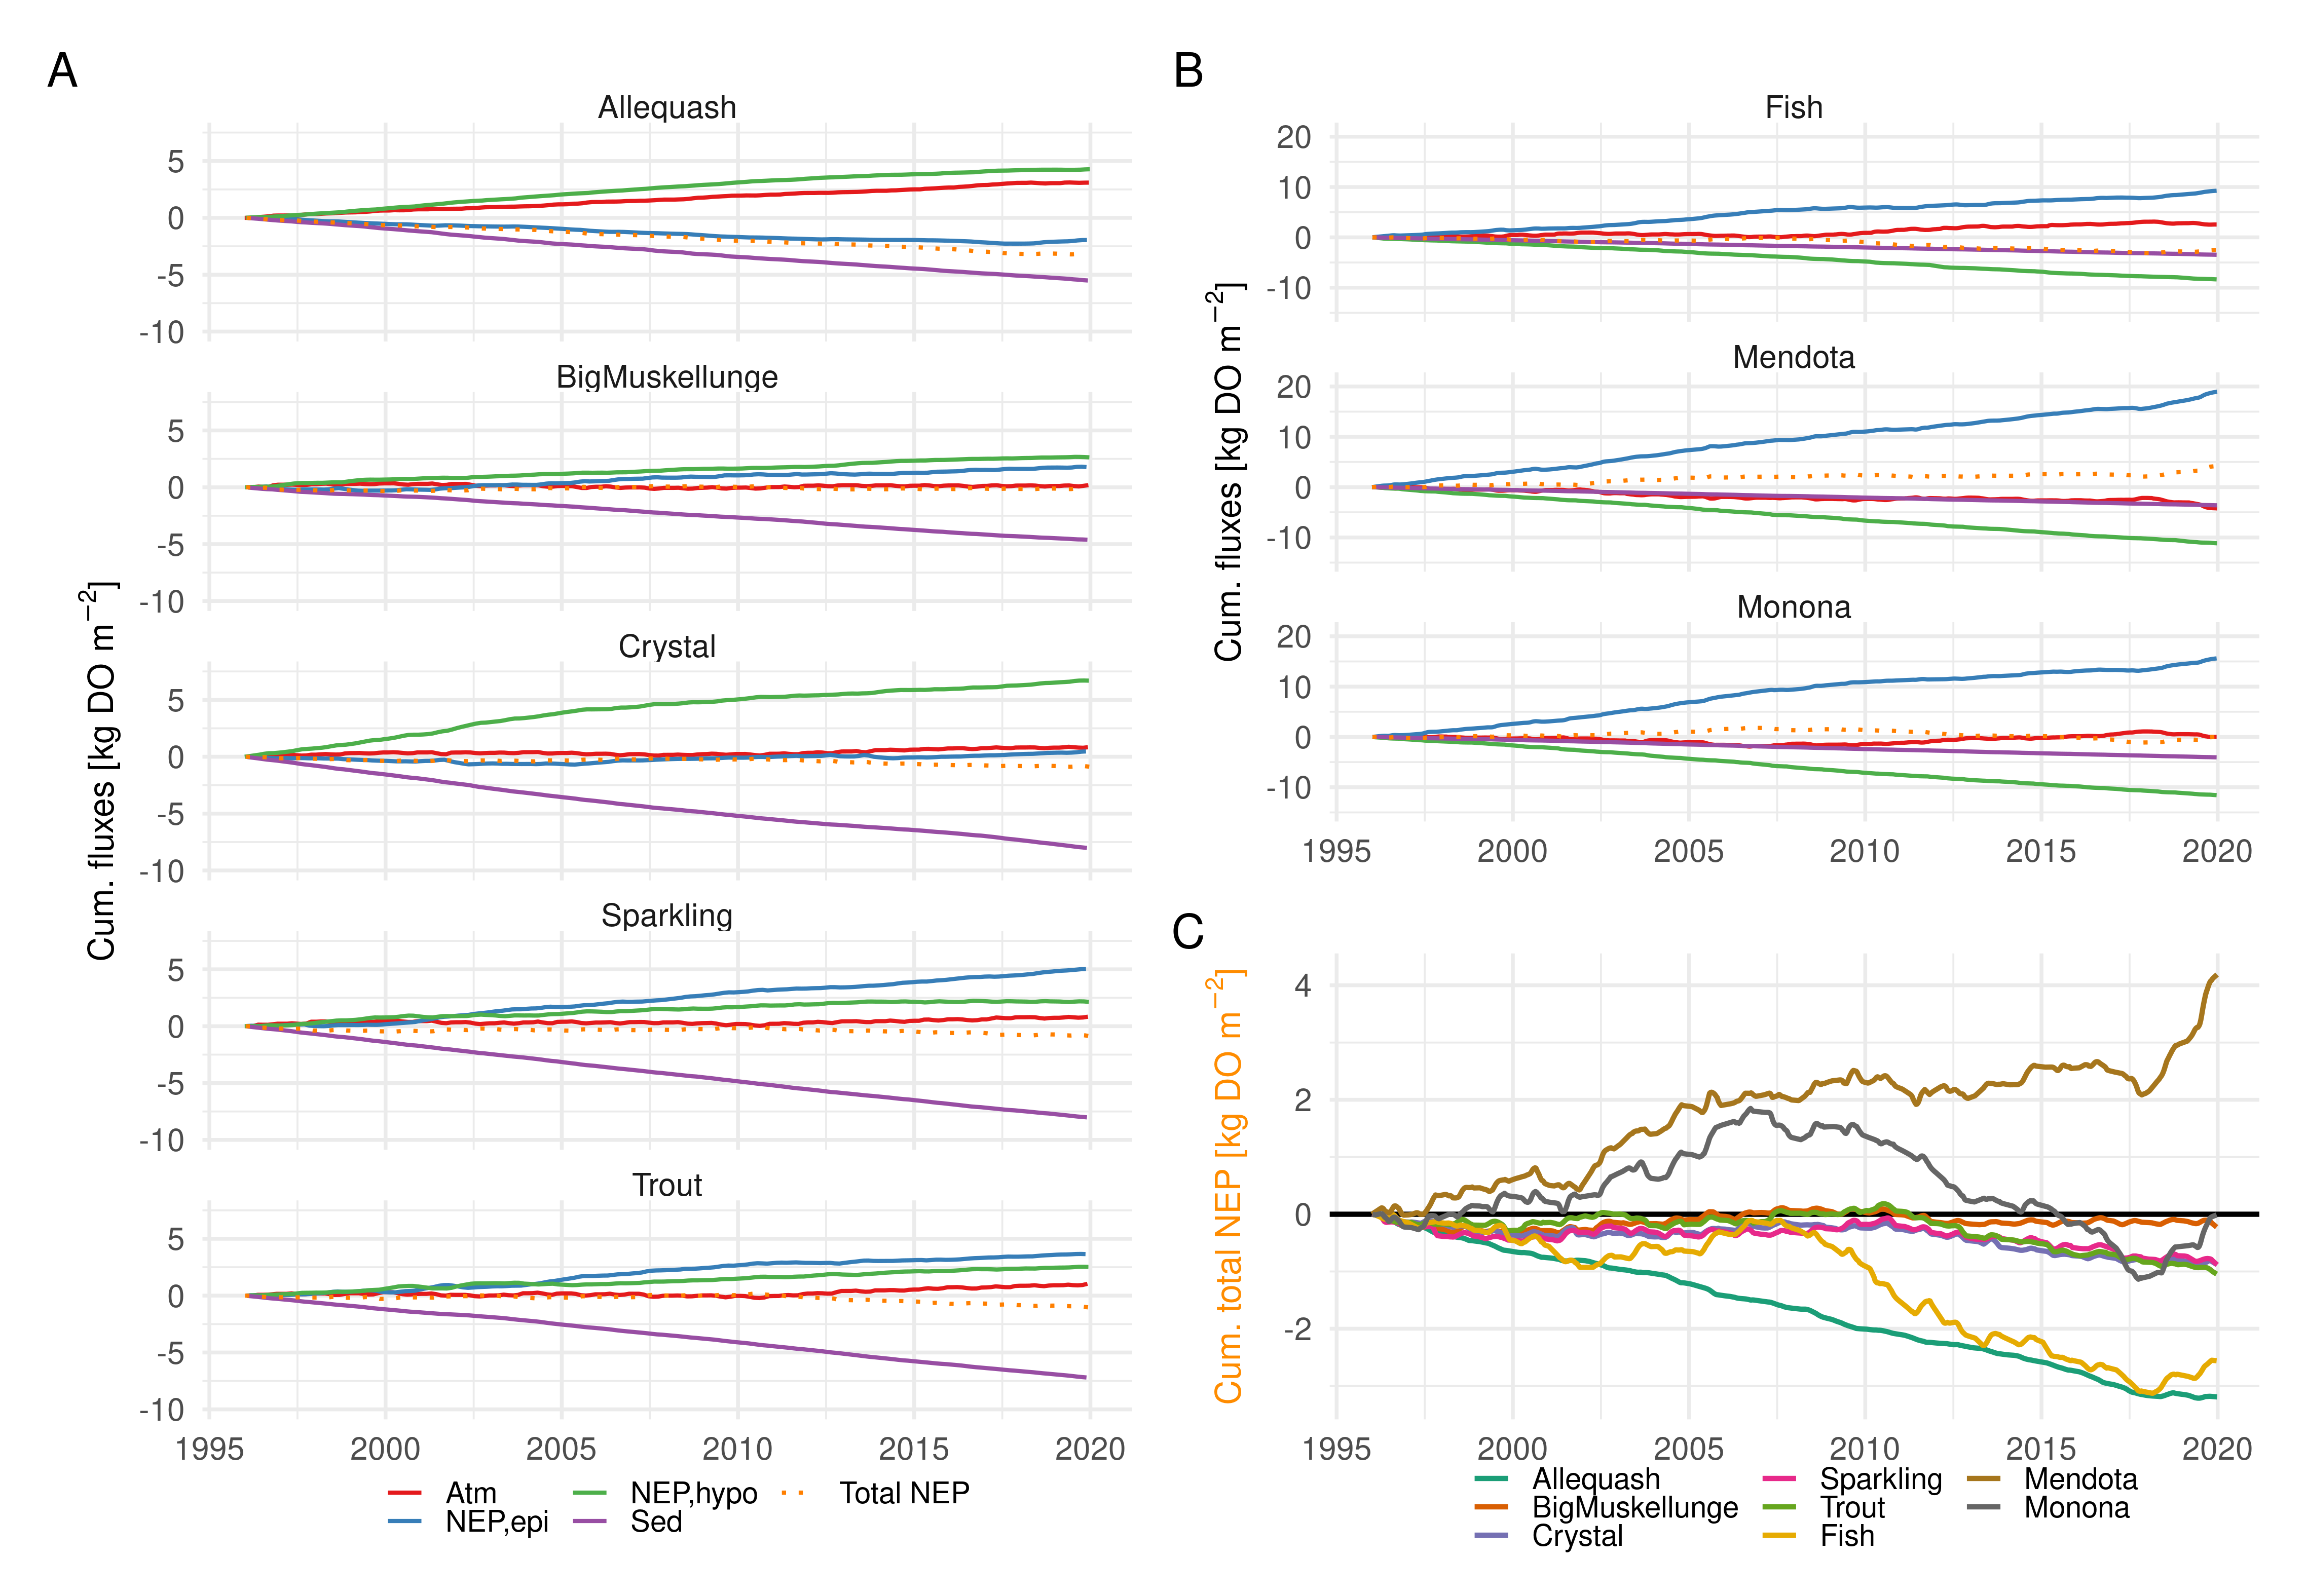 A
Cum. fluxes [kg DO m−2]
Allequash
5
0
-5
-10
BigMuskellunge
5
0
-5
-10
Crystal
5
0
-5
-10
Sparkling
5
0
-5
-10
Trout
5
0
-5
-10
1995 2000 2005 2010 2015 2020
Atm NEP,hypo Total NEP
NEP,epi Sed
B
Cum. fluxes [kg DO m−2]
Fish
20
10
0
-10
Mendota
20
10
0
-10
Monona
20
10
0
-10
1995 2000 2005 2010 2015 2020
C
Cum. total NEP [kg DO m−2]
4
2
0
-2
1995 2000 2005 2010 2015 2020
Allequash Sparkling Mendota
BigMuskellunge Trout Monona
Crystal Fish